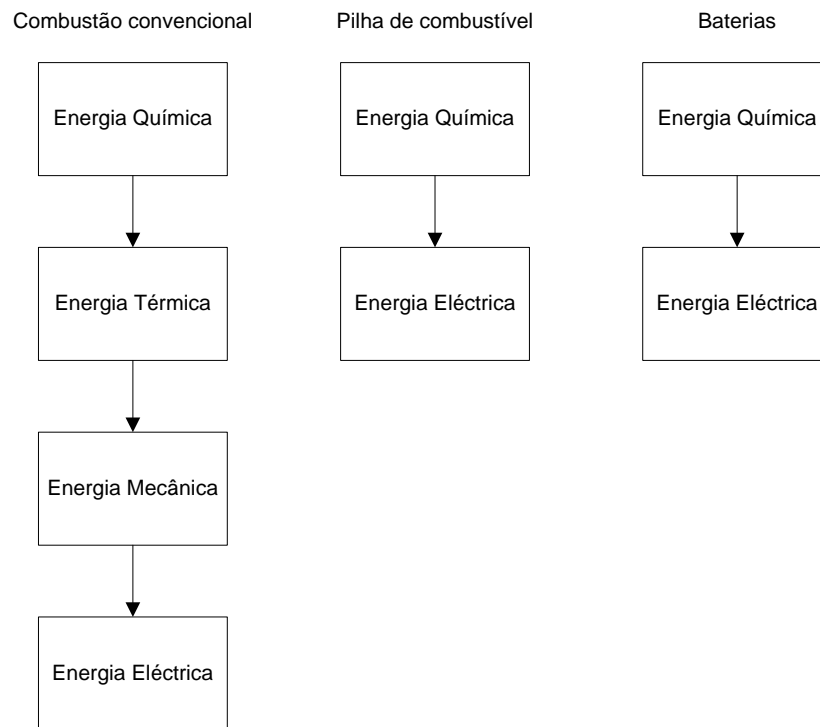 Combustão convencional
Energia Química
Energia Térmica
Energia Mecânica
Energia Eléctrica
Pilha de combustível
Energia Química
Energia Eléctrica
Baterias
Energia Química
Energia Eléctrica